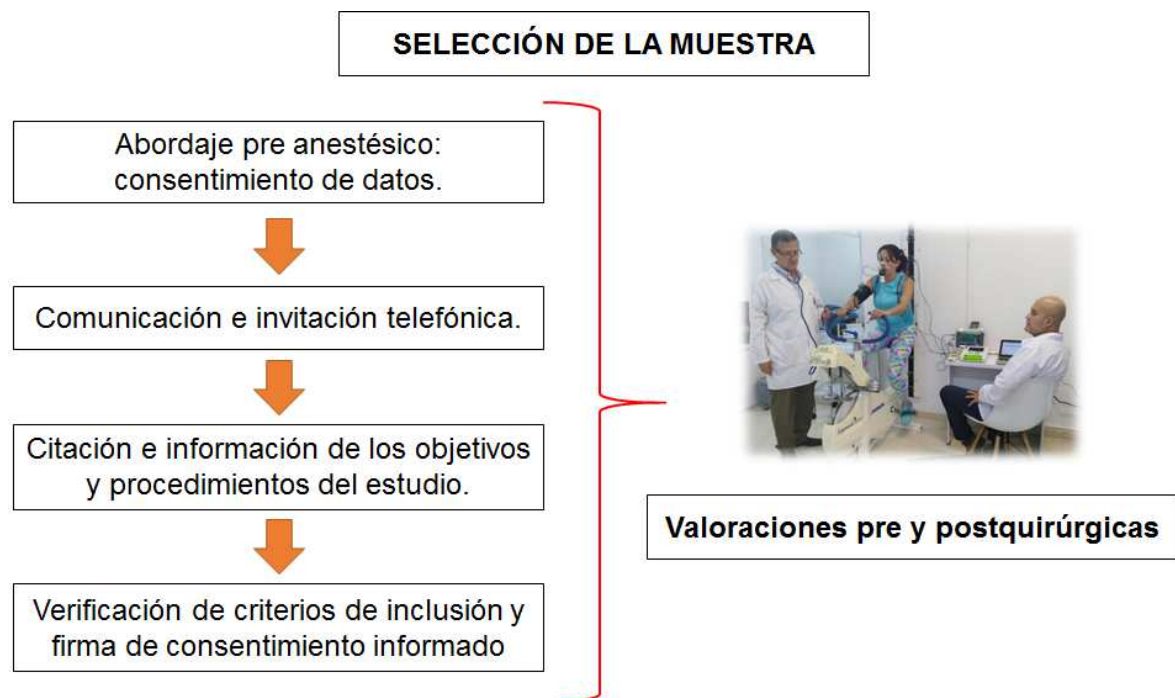 SELECCIÓN DE LA MUESTRA
Abordaje pre anestésico:
consentimiento de datos.
Comunicación e invitación telefónica.
Citación e información de los objetivos
y procedimientos del estudio.
Verificación de criterios de inclusión y
firma de consentimiento informado
Valoraciones pre y postquirúrgicas